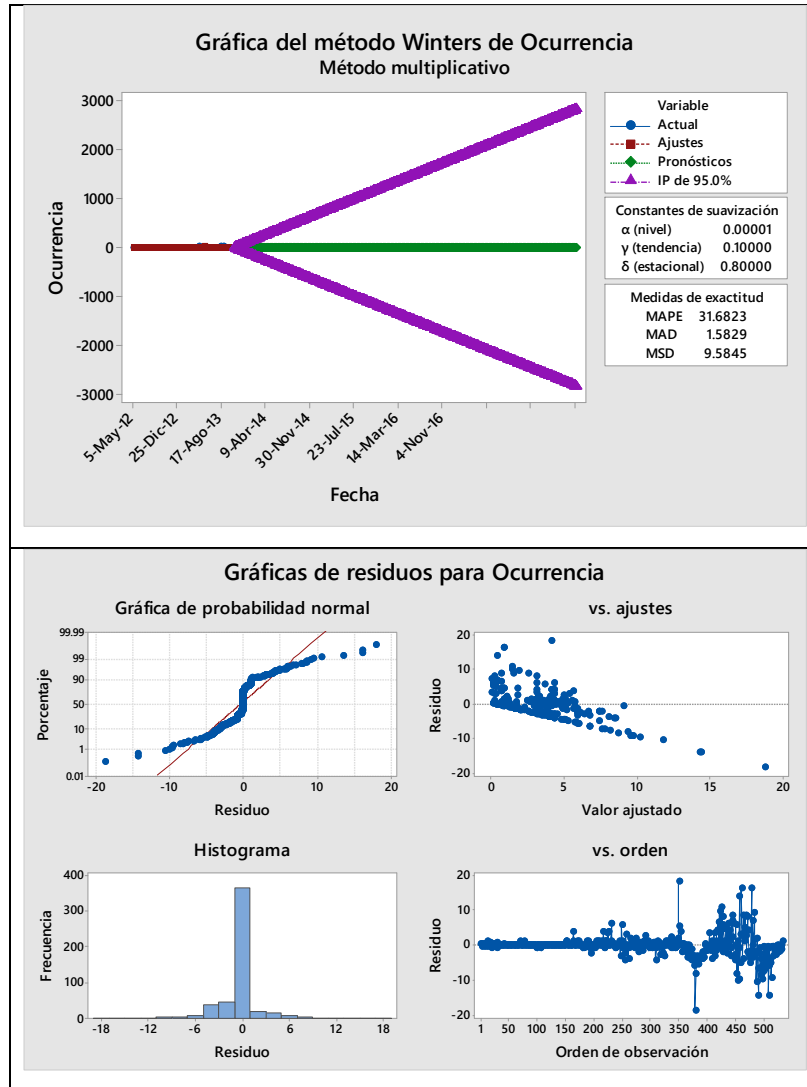 Gráfica del método Winters de Ocurrencia
Método multiplicativo
3000
2000
1000
0
-1000
-2000
-3000
Ocurrencia
5-May-12
25-Dic-12
17-Ago-13
9-Abr-14
30-Nov-14
23-Jul-15
14-Mar-16
4-Nov-16
Fecha
Variable
Actual
Ajustes
Pronósticos
IP de 95.0%
Constantes de suavización
α (nivel) 0.00001
γ (tendencia) 0.10000
δ (estacional) 0.80000
Medidas de exactitud
MAPE 31.6823
MAD 1.5829
MSD 9.5845
Gráficas de residuos para Ocurrencia
Gráfica de probabilidad normal
99.99
99
90
50
10
1
0.01
Porcentaje
-20 -10 0 10 20
Residuo
vs. ajustes
20
10
0
-10
-20
Residuo
0 5 10 15 20
Valor ajustado
Histograma
400
300
200
100
0
Frecuencia
-18 -12 -6 0 6 12 18
Residuo
vs. orden
20
10
0
-10
-20
Residuo
1 50 100 150 200 250 300 350 400 450 500
Orden de observación